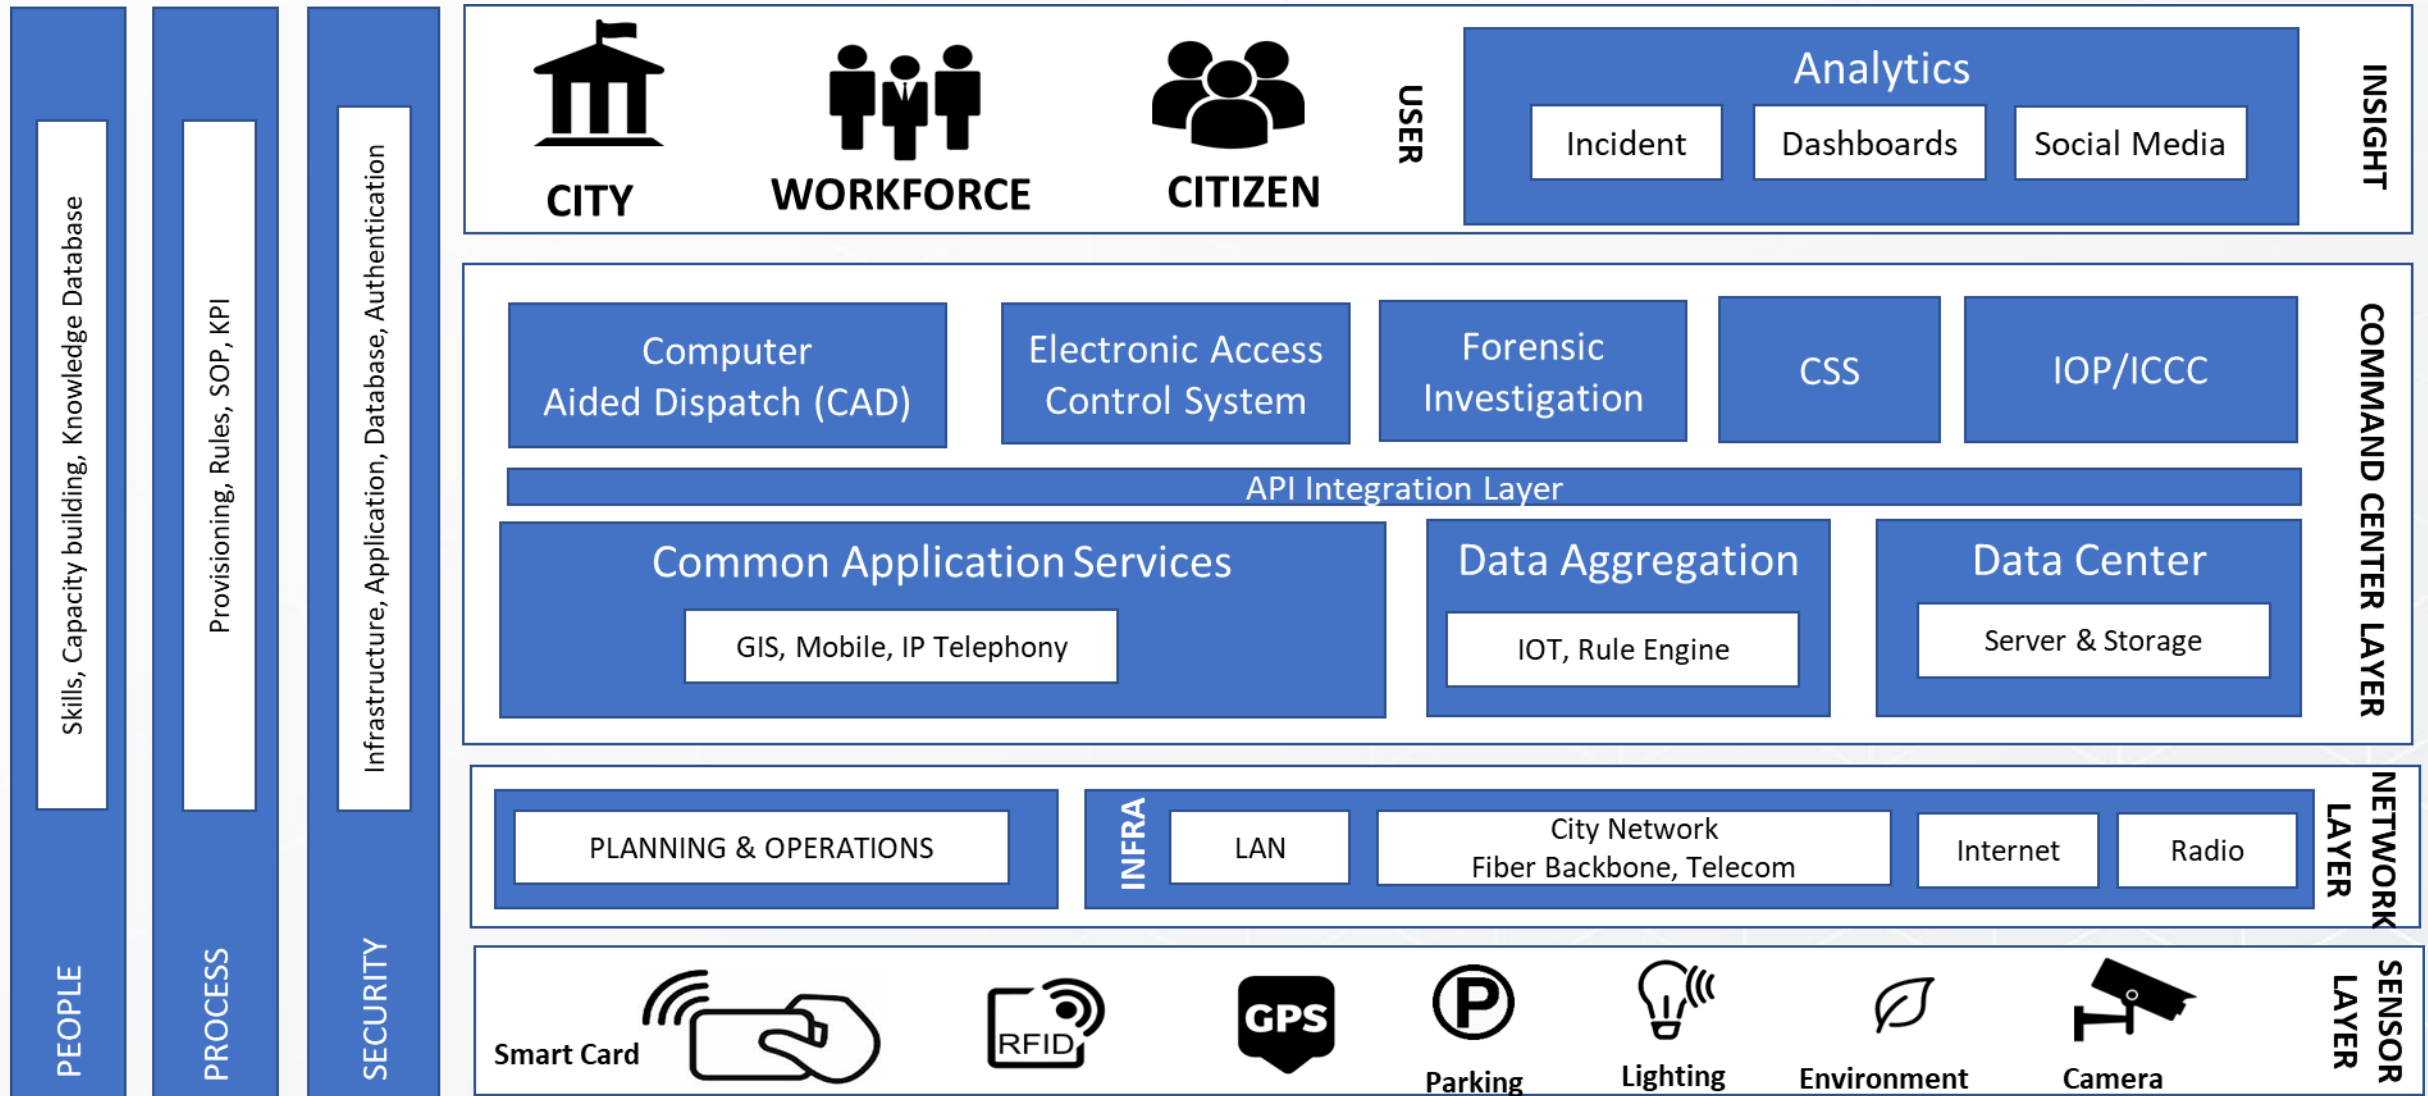 PEOPLE
Skills, Capacity building, Knowledge Database
PROCESS
Provisioning, Rules, SOP, KPI
SECURITY
Infrastructure, Application, Database, Authentication
CITY
WORKFORCE
CITIZEN
USER
Analytics
Incident
Dashboards
Social Media
INSIGHT
Computer
Aided Dispatch (CAD)
Electronic Access
Control System
Forensic
Investigation
CSS
IOP/ICCC
API Integration Layer
Common Application Services
GIS, Mobile, IP Telephony
Data Aggregation
IOT, Rule Engine
Data Center
Server & Storage
COMMAND CENTER LAYER
PLANNING & OPERATIONS
INFRA
LAN
City Network
Fiber Backbone, Telecom
Internet
Radio
NETWORK
LAYER
Smart Card
RFID
GPS
P
Parking
Lighting
Environment
Camera
SENSOR
LAYER